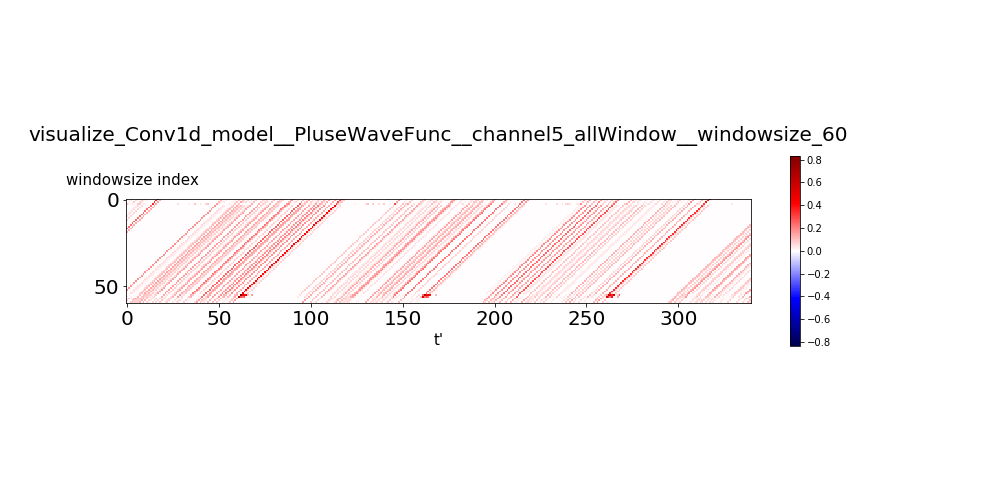 visualize_Conv1d_model__PluseWaveFunc__channel5_allWindow__windowsize_60
windowsize index
0
50
0 50 100 150 200 250 300
t'
0.8
0.6
0.4
0.2
0.0
−0.2
−0.4
−0.6
−0.8